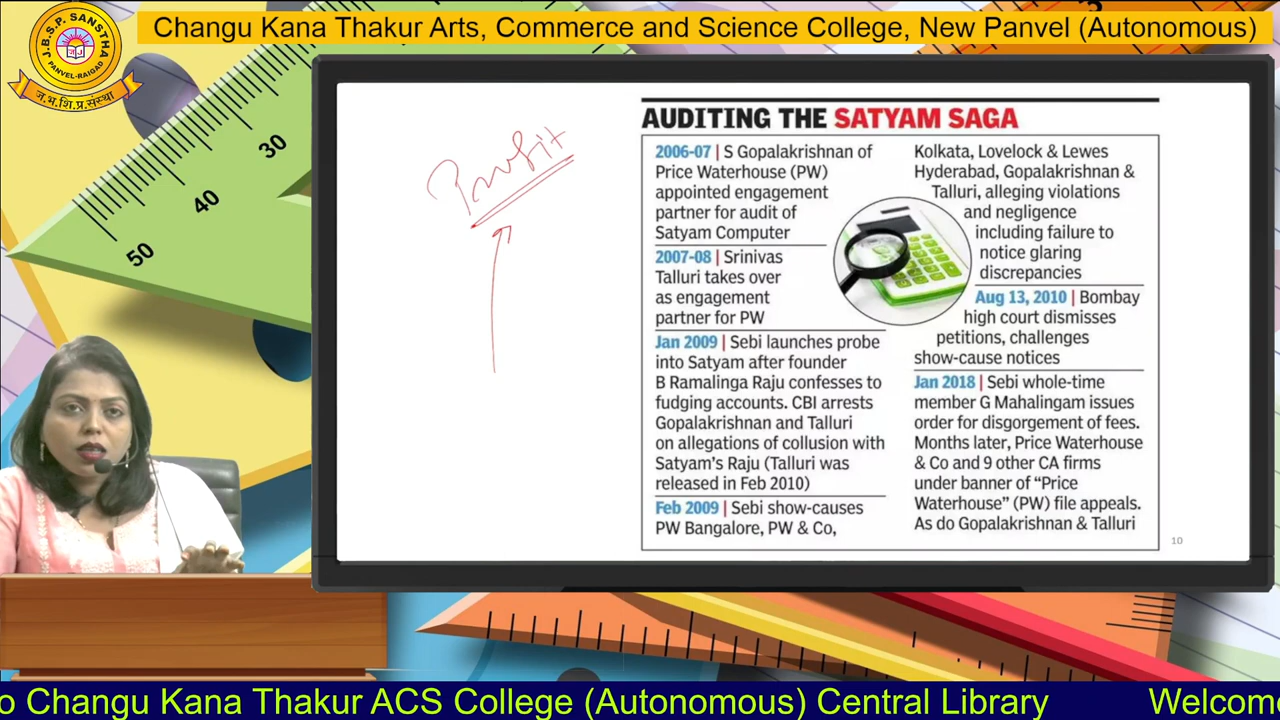 Changu Kana Thakur Arts, Commerce and Science College, New Panvel (Autonomous)
J.B.S.P. SANSTHA
PANVEL-RAIGAD
ज.भ.शि.प्र.संस्था
30
40
50
Profit
AUDITING THE SATYAM SAGA
2006-07 | S Gopalakrishnan of
Price Waterhouse (PW)
appointed engagement
partner for audit of
Satyam Computer
2007-08 | Srinivas
Talluri takes over
as engagement
partner for PW
Jan 2009 | Sebi launches probe
into Satyam after founder
B Ramalinga Raju confesses to
fudging accounts. CBI arrests
Gopalakrishnan and Talluri
on allegations of collusion with
Satyam's Raju (Talluri was
released in Feb 2010)
Feb 2009 | Sebi show-causes
PW Bangalore, PW & Co,
Kolkata, Lovelock & Lewes
Hyderabad, Gopalakrishnan &
Talluri, alleging violations
and negligence
including failure to
notice glaring
discrepancies
Aug 13, 2010 | Bombay
high court dismisses
petitions, challenges
show-cause notices
Jan 2018 | Sebi whole-time
member G Mahalingam issues
order for disgorgement of fees.
Months later, Price Waterhouse
& Co and 9 other CA firms
under banner of “Price
Waterhouse” (PW) file appeals.
As do Gopalakrishnan & Talluri
10
o Changu Kana Thakur ACS College (Autonomous) Central Library Welcome